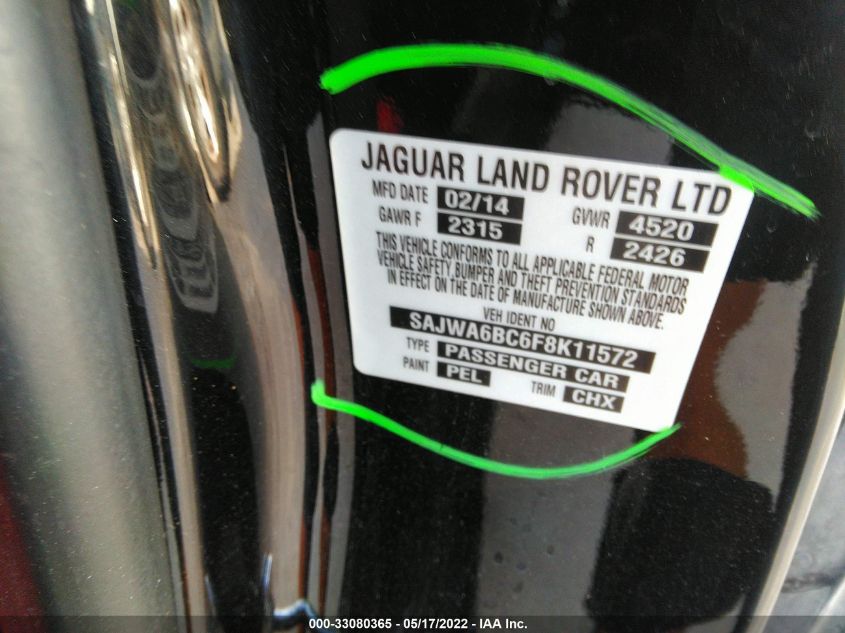 JAGUAR LAND ROVER LTD
MFD DATE 02/14 GVWR 4520
GAWR F 2315 R 2426
THIS VEHICLE CONFORMS TO ALL APPLICABLE FEDERAL MOTOR
VEHICLE SAFETY, BUMPER AND THEFT PREVENTION STANDARDS
IN EFFECT ON THE DATE OF MANUFACTURE SHOWN ABOVE.
VEH IDENT NO
SAJWA6BC6F8K11572
TYPE PASSENGER CAR
PAINT PEL TRIM CHX
000-33080365 - 05/17/2022 - IAA Inc.